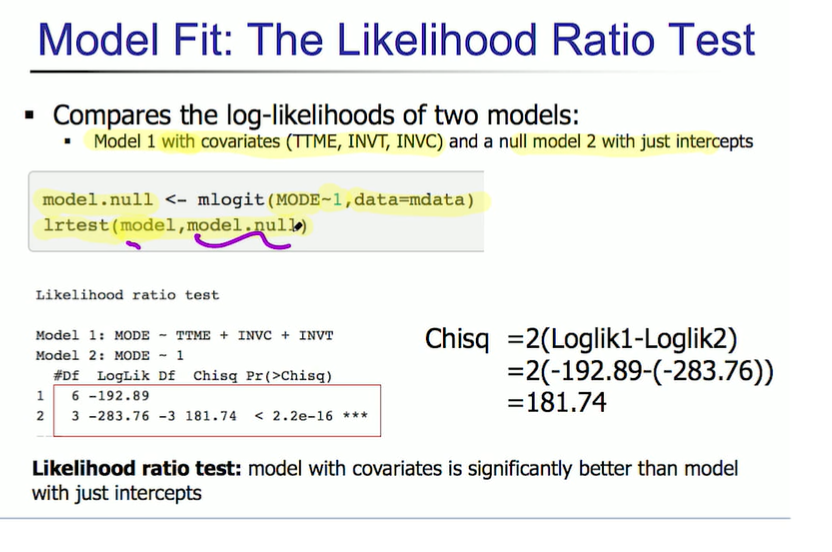 Model Fit: The Likelihood Ratio Test
▪ Compares the log-likelihoods of two models:
▪ Model 1 with covariates (TTME, INVT, INVC) and a null model 2 with just intercepts
model.null <- mlogit(MODE~1,data=mdata)
lrtest(model,model.null)
Likelihood ratio test
Model 1: MODE ~ TTME + INVC + INVT
Model 2: MODE ~ 1
#Df LogLik Df Chisq Pr(>Chisq)
1 6 -192.89
2 3 -283.76 -3 181.74 < 2.2e-16 ***
Chisq =2(Loglik1-Loglik2)
=2(-192.89-(-283.76))
=181.74
Likelihood ratio test: model with covariates is significantly better than model
with just intercepts